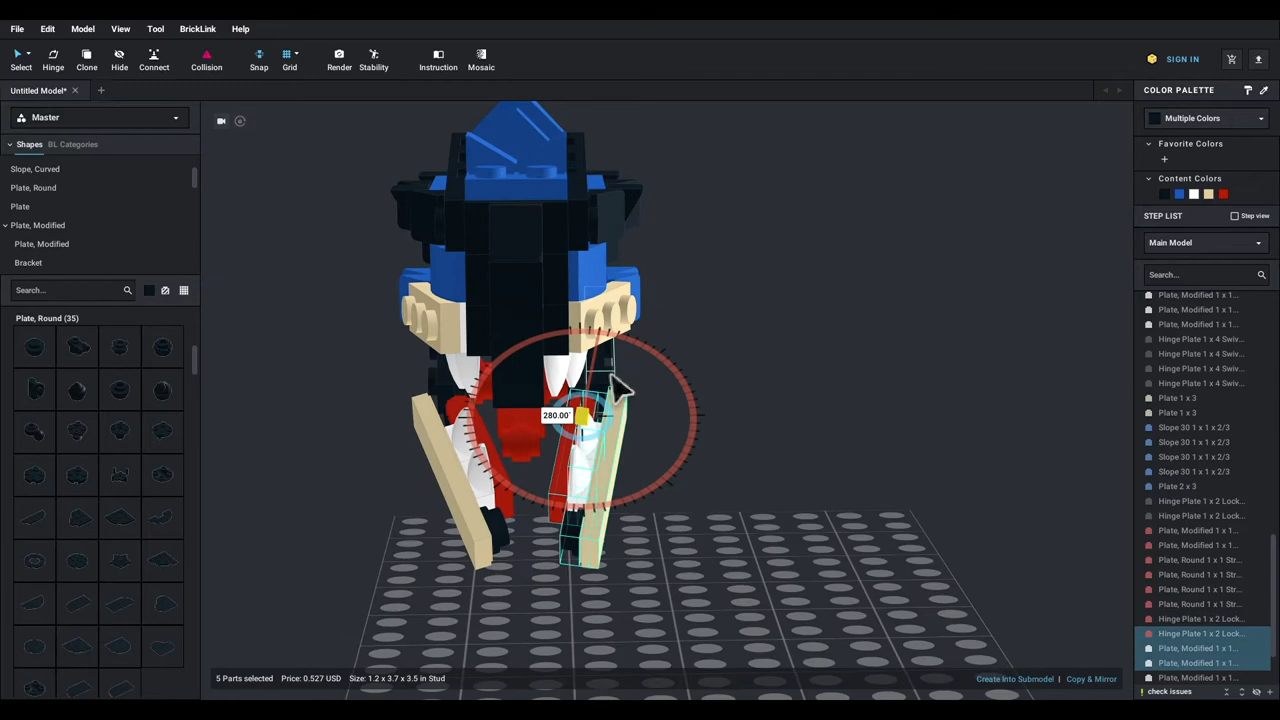 File Edit Model View Tool BrickLink Help
Select Hinge Clone Hide Connect Collision Snap Grid Render Stability Instruction Mosaic SIGN IN
Untitled Model*
COLOR PALETTE
Master
Multiple Colors
Shapes BL Categories
Favorite Colors
Slope, Curved
Plate, Round
Content Colors
Plate
STEP LIST Step view
Plate, Modified
Plate, Modified
Main Model
Bracket
Search...
Search...
Plate, Round (35)
Plate, Modified 1 x 1...
Plate, Modified 1 x 1...
Plate, Modified 1 x 1...
Hinge Plate 1 x 4 Swiv...
Hinge Plate 1 x 4 Swiv...
Hinge Plate 1 x 4 Swiv...
Hinge Plate 1 x 4 Swiv...
Plate 1 x 3
Plate 1 x 3
280.00°
Slope 30 1 x 1 x 2/3
Slope 30 1 x 1 x 2/3
Slope 30 1 x 1 x 2/3
Slope 30 1 x 1 x 2/3
Plate 2 x 3
Hinge Plate 1 x 2 Lock...
Hinge Plate 1 x 2 Lock...
Plate, Modified 1 x 1...
Plate, Modified 1 x 1...
Plate, Round 1 x 1 Str...
Plate, Round 1 x 1 Str...
Plate, Round 1 x 1 Str...
Plate, Round 1 x 1 Str...
Hinge Plate 1 x 2 Lock...
Hinge Plate 1 x 2 Lock...
Plate, Modified 1 x 1...
Plate, Modified 1 x 1...
Plate, Modified 1 x 1...
5 Parts selected Price: 0.527 USD Size: 1.2 x 3.7 x 3.5 in Stud
Create Into Submodel | Copy & Mirror
check issues